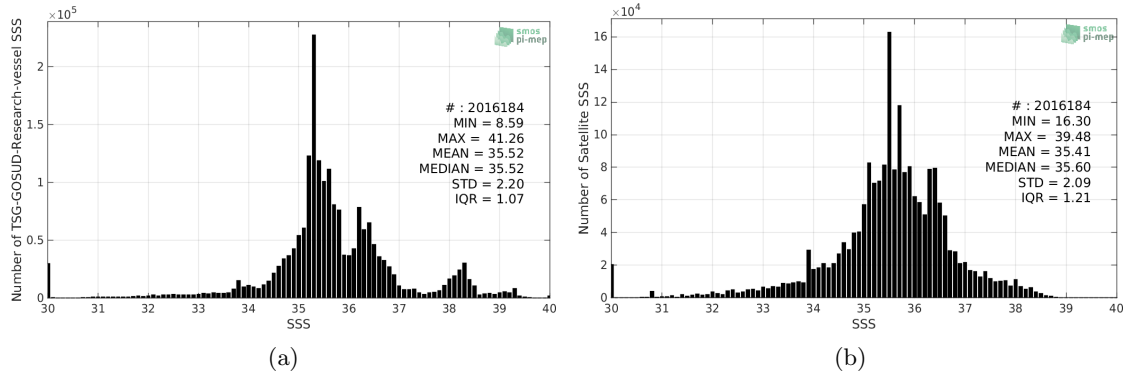 ×10⁵
Number of TSG-GOSUD-Research-vessel SSS
2
1.5
1
0.5
0
smos
pi-mep
# : 2016184
MIN = 8.59
MAX = 41.26
MEAN = 35.52
MEDIAN = 35.52
STD = 2.20
IQR = 1.07
30 31 32 33 34 35 36 37 38 39 40
SSS
(a)
×10⁴
Number of Satellite SSS
16
14
12
10
8
6
4
2
0
smos
pi-mep
# : 2016184
MIN = 16.30
MAX = 39.48
MEAN = 35.41
MEDIAN = 35.60
STD = 2.09
IQR = 1.21
30 31 32 33 34 35 36 37 38 39 40
SSS
(b)